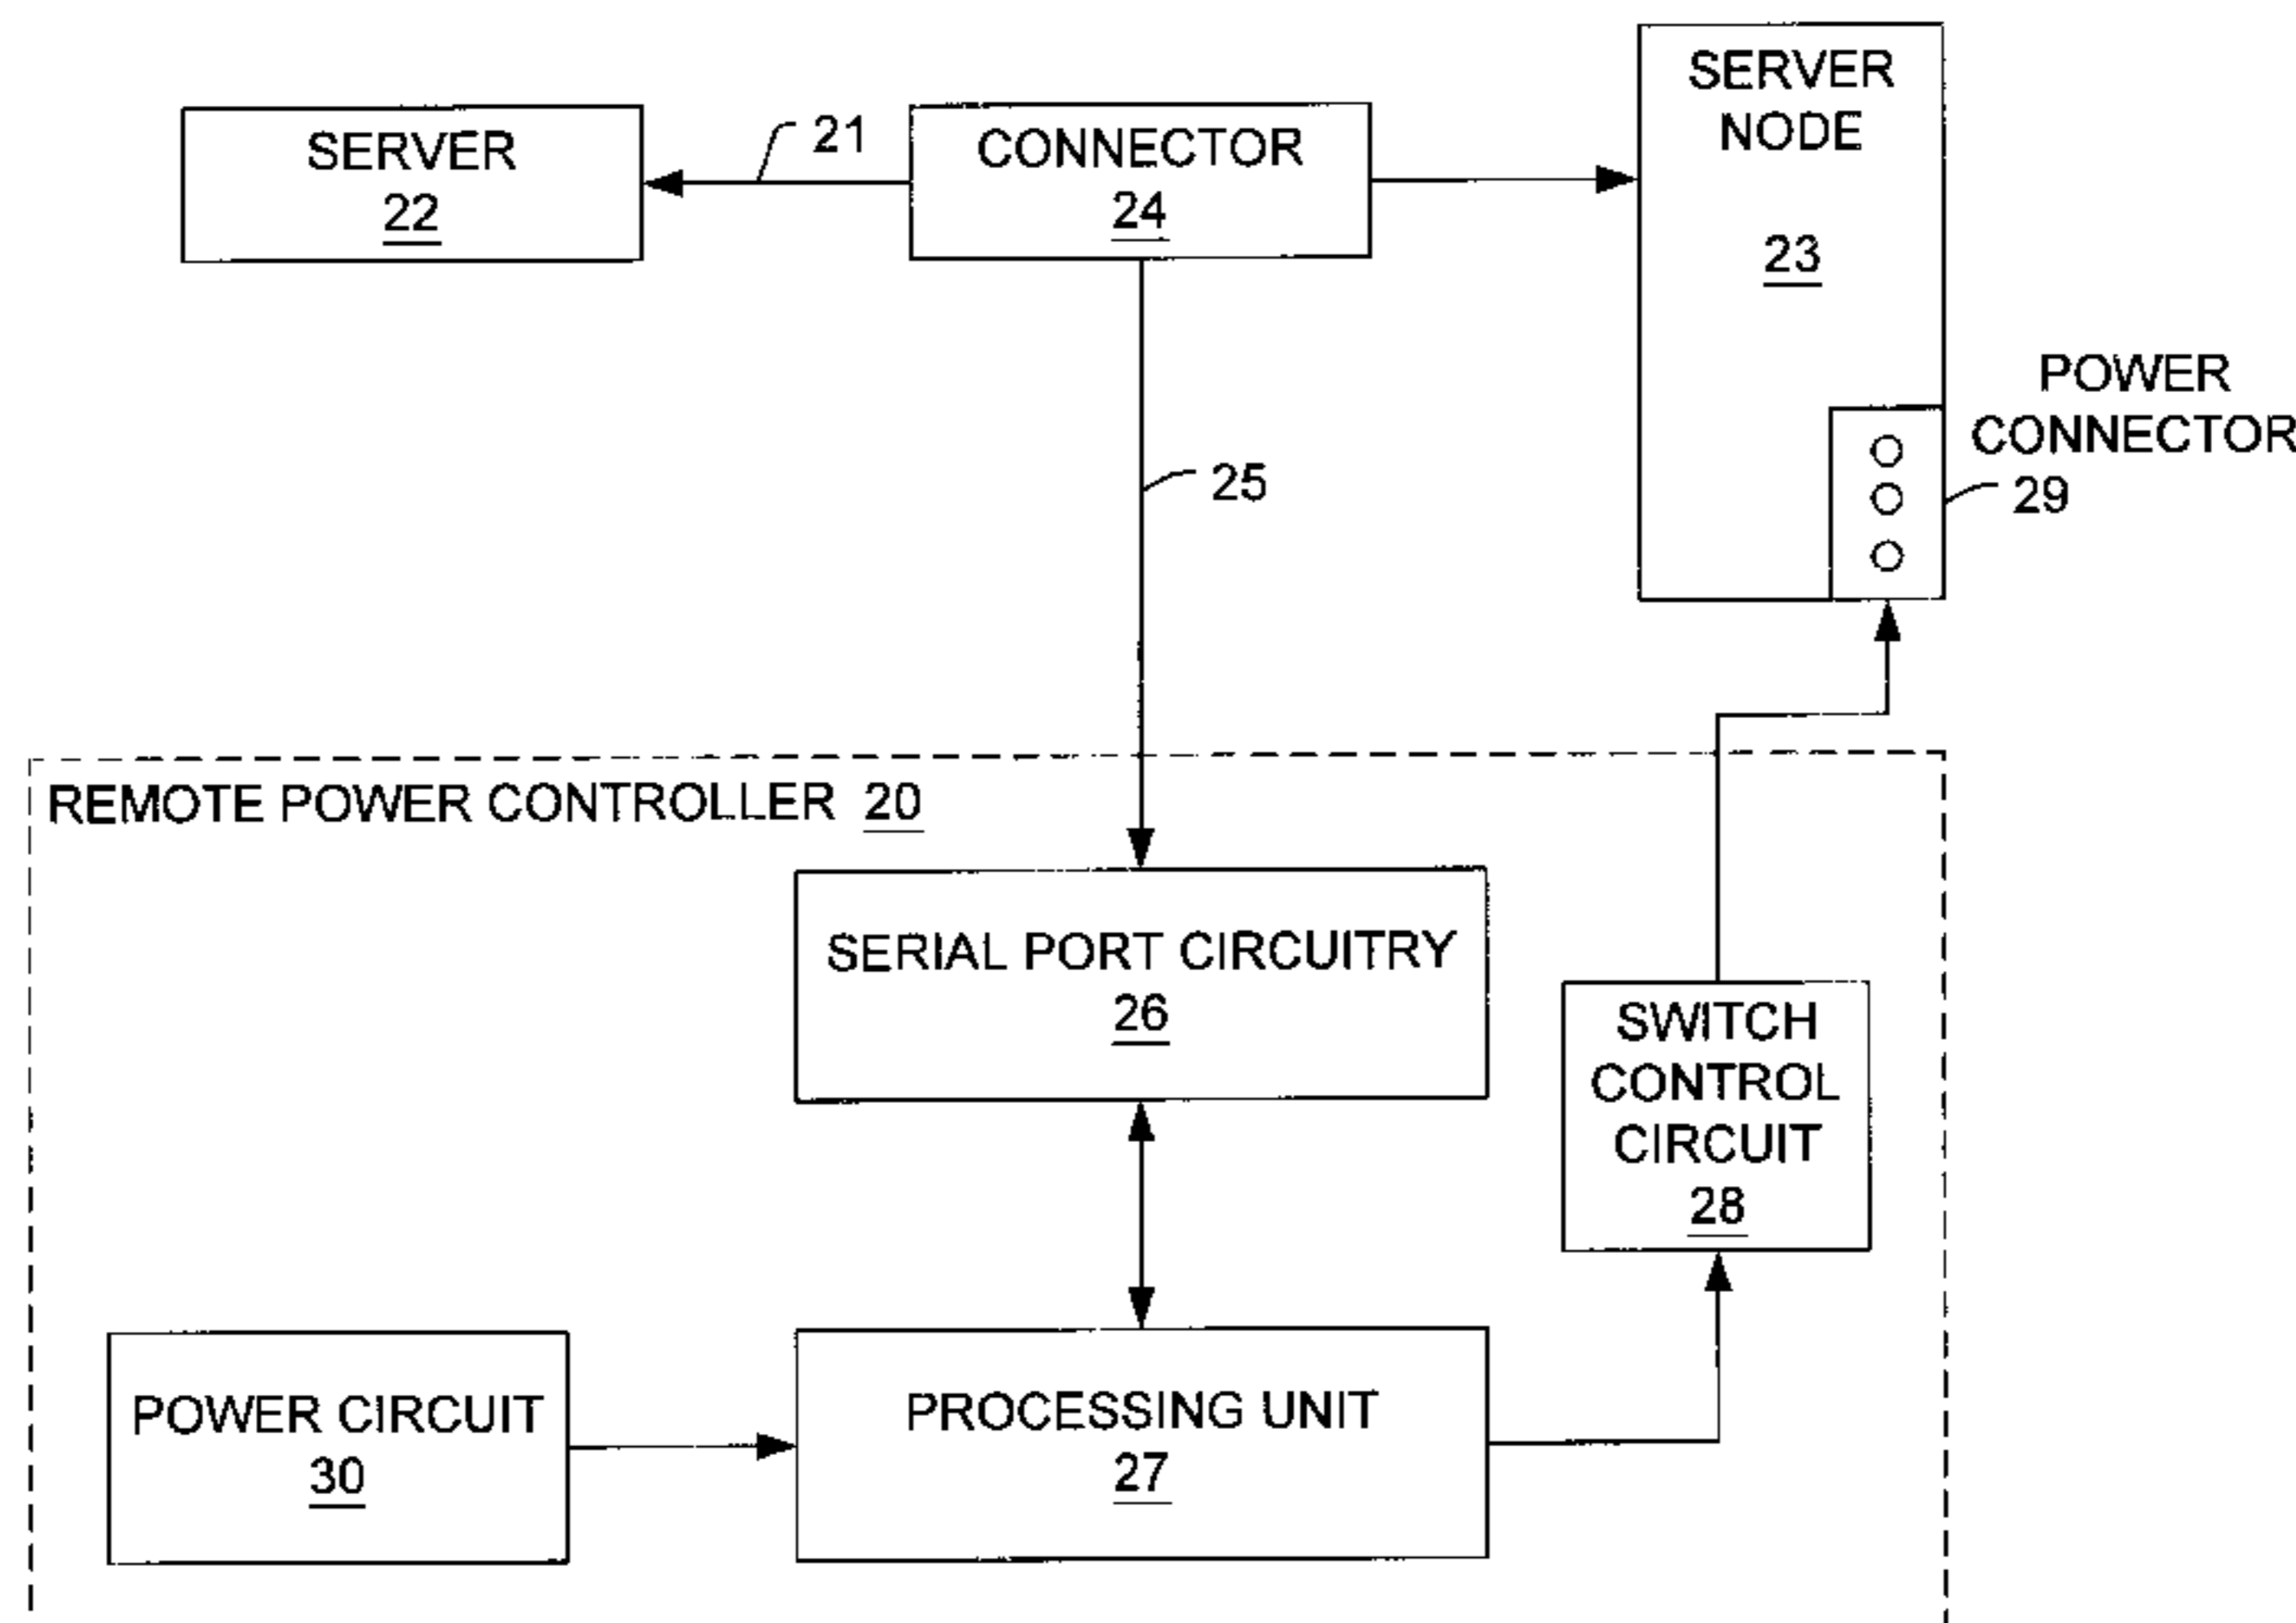 SERVER
22
21
CONNECTOR
24
SERVER
NODE
23
POWER
CONNECTOR
29
25
REMOTE POWER CONTROLLER 20
SERIAL PORT CIRCUITRY
26
SWITCH
CONTROL
CIRCUIT
28
POWER CIRCUIT
30
PROCESSING UNIT
27